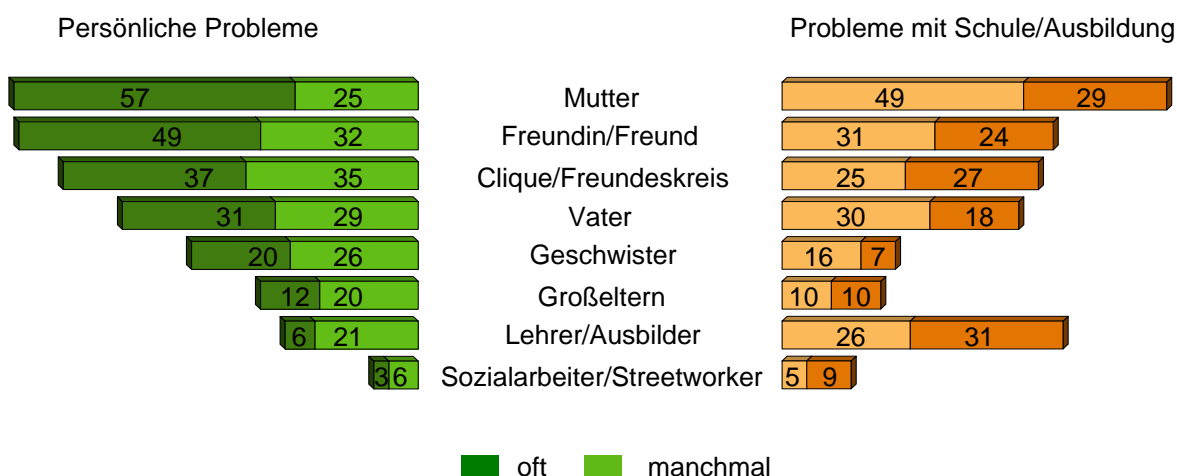 Persönliche Probleme Probleme mit Schule/Ausbildung
57 25 Mutter 49 29
49 32 Freundin/Freund 31 24
37 35 Clique/Freundeskreis 25 27
31 29 Vater 30 18
20 26 Geschwister 16 7
12 20 Großeltern 10 10
6 21 Lehrer/Ausbilder 26 31
3 6 Sozialarbeiter/Streetworker 5 9
oft manchmal